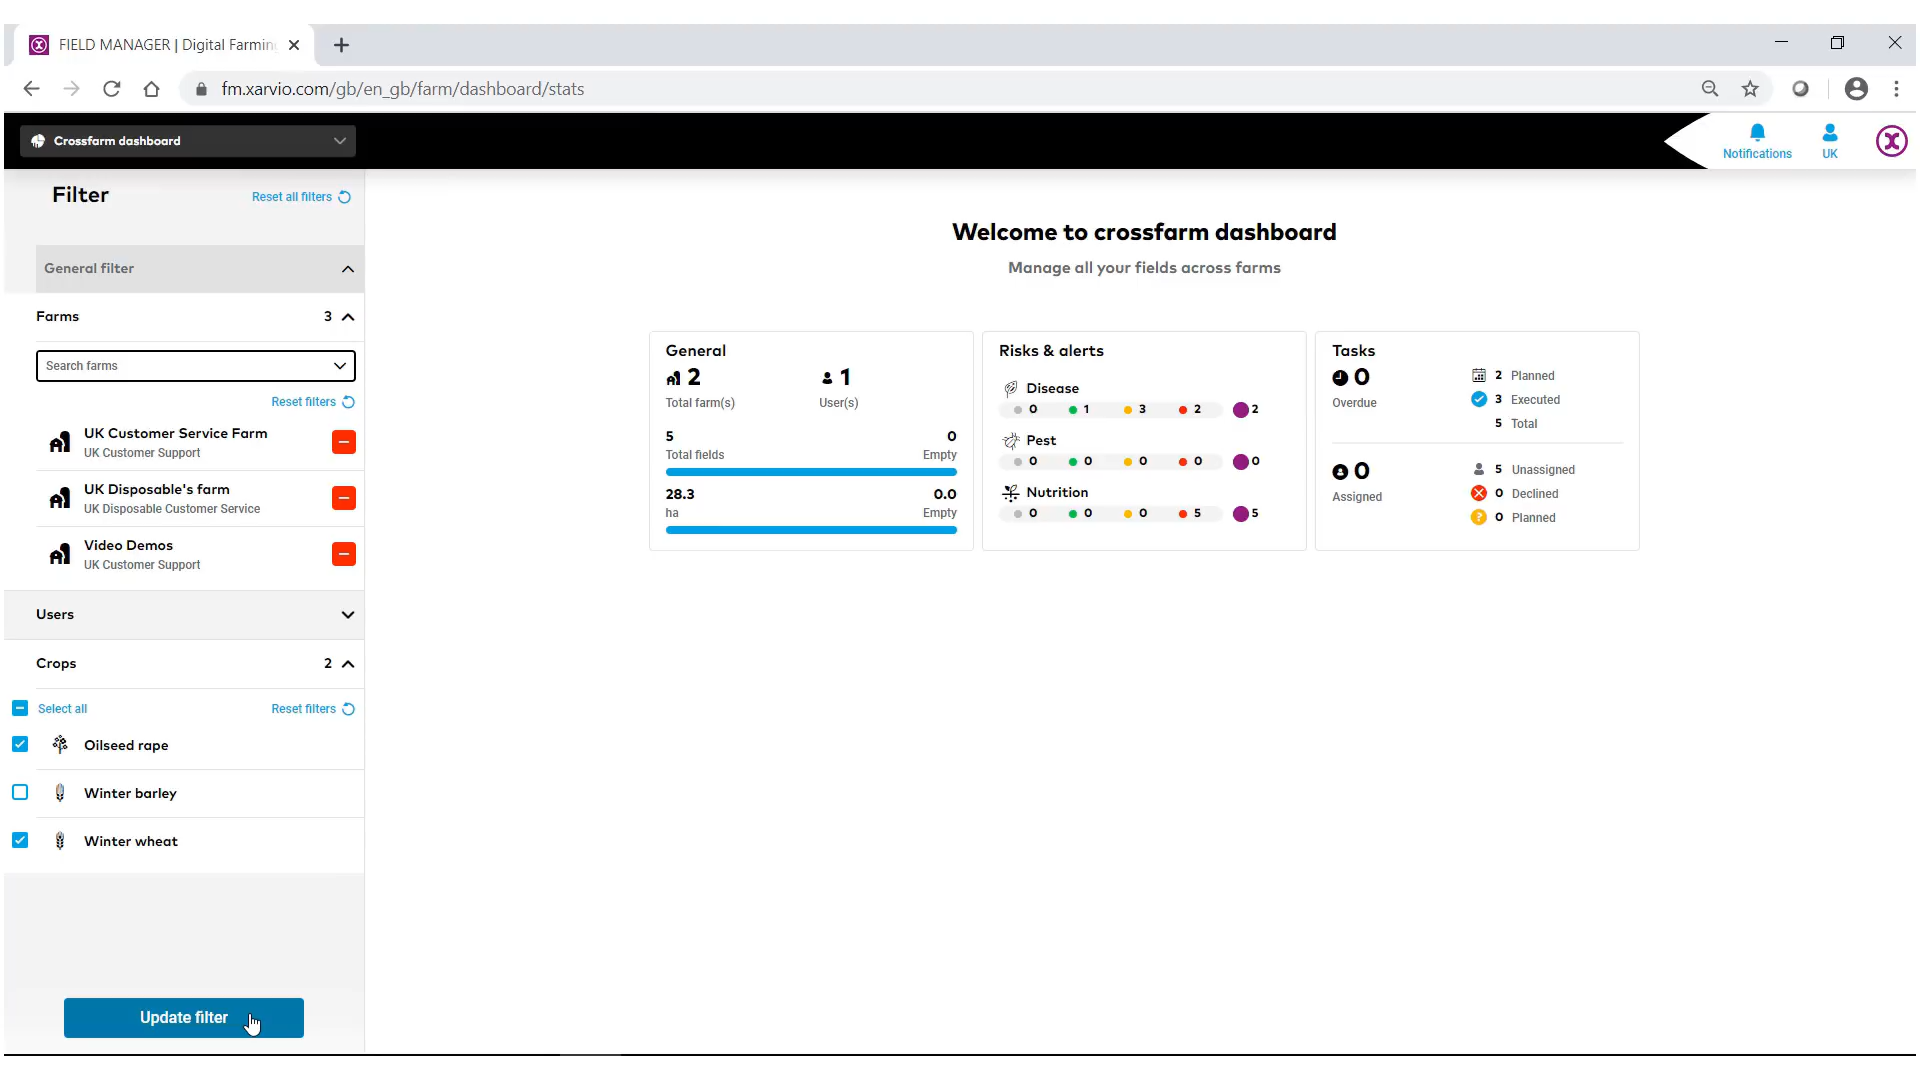 FIELD MANAGER | Digital Farming
fm.xarvio.com/gb/en_gb/farm/dashboard/stats
Crossfarm dashboard
Notifications
UK
Filter
Reset all filters
General filter
Farms 3
Search farms
Reset filters
UK Customer Service Farm
UK Customer Support
UK Disposable's farm
UK Disposable Customer Service
Video Demos
UK Customer Support
Users
Crops 2
Select all
Reset filters
Oilseed rape
Winter barley
Winter wheat
Update filter
Welcome to crossfarm dashboard
Manage all your fields across farms
General
2 1
Total farm(s) User(s)
5 0
Total fields Empty
28.3 0.0
ha Empty
Risks & alerts
Disease
0 1 3 2 2
Pest
0 0 0 0 0
Nutrition
0 0 0 5 5
Tasks
0
Overdue
2 Planned
3 Executed
5 Total
0
Assigned
5 Unassigned
0 Declined
? 0 Planned